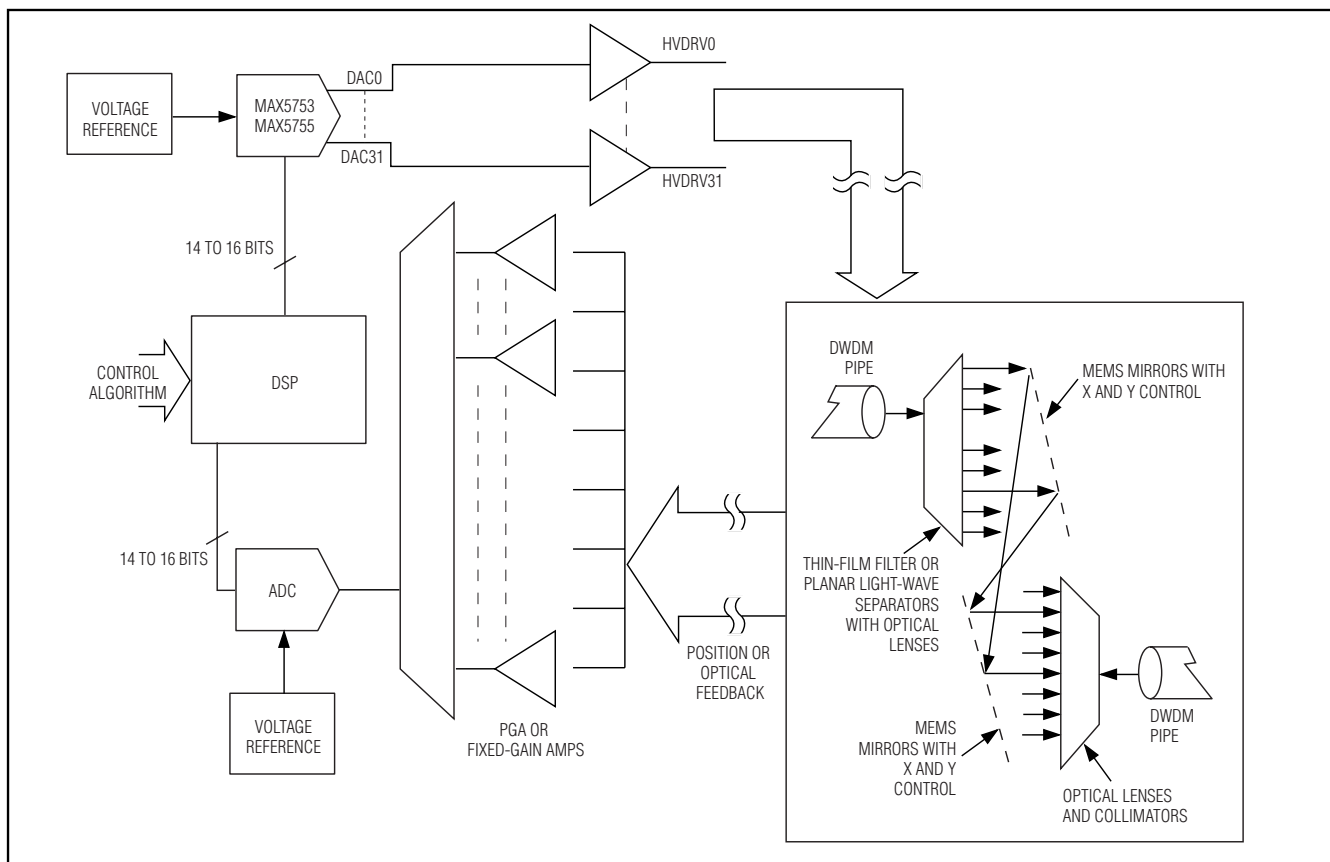 HVDRV0
DAC0
VOLTAGE
REFERENCE
MAX5753
MAX5755
DAC31
HVDRV31
14 TO 16 BITS
CONTROL
ALGORITHM
DSP
14 TO 16 BITS
ADC
VOLTAGE
REFERENCE
PGA OR
FIXED-GAIN AMPS
POSITION OR
OPTICAL
FEEDBACK
DWDM
PIPE
MEMS MIRRORS WITH
X AND Y CONTROL
THIN-FILM FILTER OR
PLANAR LIGHT-WAVE
SEPARATORS
WITH OPTICAL
LENSES
MEMS
MIRRORS WITH
X AND Y
CONTROL
DWDM
PIPE
OPTICAL LENSES
AND COLLIMATORS